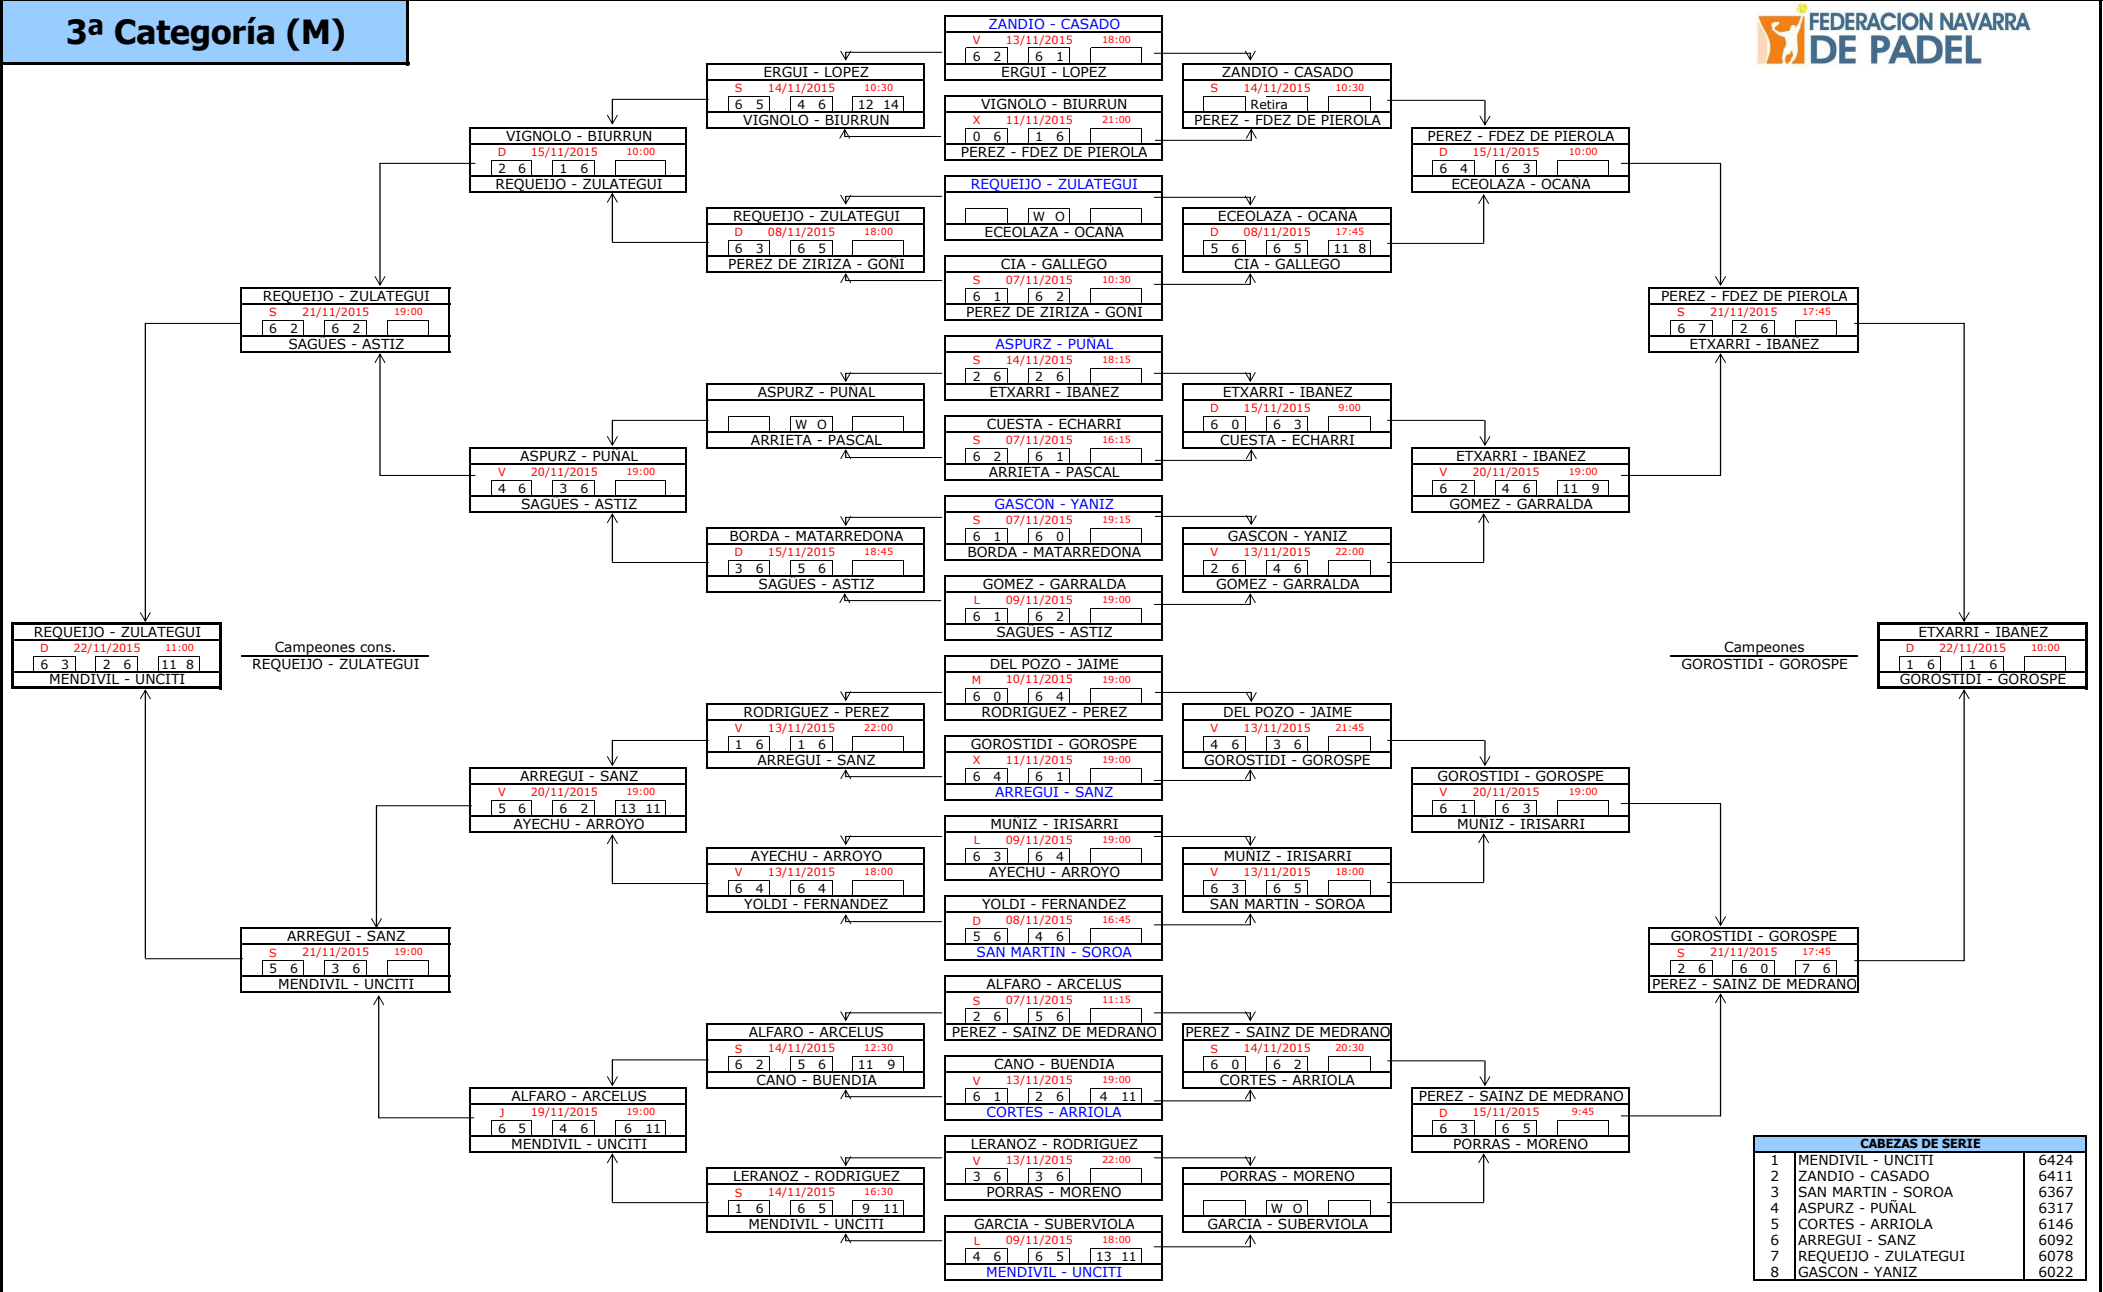 3ª Categoría (M)
FEDERACION NAVARRA
DE PADEL
REQUEIJO - ZULATEGUI
D 22/11/2015 11:00
6 3 2 6 11 8
MENDIVIL - UNCITI
Campeones cons.
REQUEIJO - ZULATEGUI
REQUEIJO - ZULATEGUI
S 21/11/2015 19:00
6 2 6 2
SAGÜES - ASTIZ
ARREGUI - SANZ
S 21/11/2015 19:00
5 6 3 6
MENDIVIL - UNCITI
VIGNOLO - BIURRUN
D 15/11/2015 10:00
2 6 1 6
REQUEIJO - ZULATEGUI
ASPURZ - PUÑAL
V 20/11/2015 19:00
4 6 3 6
SAGÜES - ASTIZ
ARREGUI - SANZ
V 20/11/2015 19:00
5 6 6 2 13 11
AYECHU - ARROYO
ALFARO - ARCELUS
J 19/11/2015 19:00
6 5 4 6 6 11
MENDIVIL - UNCITI
ERGUI - LOPEZ
S 14/11/2015 10:30
6 5 4 6 12 14
VIGNOLO - BIURRUN
REQUEIJO - ZULATEGUI
D 08/11/2015 18:00
6 3 6 5
PEREZ DE ZIRIZA - GOÑI
ASPURZ - PUÑAL
W O
ARRIETA - PASCAL
BORDA - MATARREDONA
D 15/11/2015 18:45
3 6 5 6
SAGÜES - ASTIZ
RODRIGUEZ - PEREZ
V 13/11/2015 22:00
1 6 1 6
ARREGUI - SANZ
AYECHU - ARROYO
V 13/11/2015 18:00
6 4 6 4
YOLDI - FERNANDEZ
ALFARO - ARCELUS
S 14/11/2015 12:30
6 2 5 6 11 9
CANO - BUENDIA
LERANOZ - RODRIGUEZ
S 14/11/2015 16:30
1 6 6 5 9 11
MENDIVIL - UNCITI
ZANDIO - CASADO
V 13/11/2015 18:00
6 2 6 1
ERGUI - LOPEZ
VIGNOLO - BIURRUN
X 11/11/2015 21:00
0 6 1 6
PEREZ - FDEZ DE PIEROLA
REQUEIJO - ZULATEGUI
W O
ECEOLAZA - OCAÑA
CIA - GALLEGO
S 07/11/2015 10:30
6 1 6 2
PEREZ DE ZIRIZA - GOÑI
ASPURZ - PUÑAL
S 14/11/2015 18:15
2 6 2 6
ETXARRI - IBAÑEZ
CUESTA - ECHARRI
S 07/11/2015 16:15
6 2 6 1
ARRIETA - PASCAL
GASCON - YANIZ
S 07/11/2015 19:15
6 1 6 0
BORDA - MATARREDONA
GOMEZ - GARRALDA
L 09/11/2015 19:00
6 1 6 2
SAGÜES - ASTIZ
DEL POZO - JAIME
M 10/11/2015 19:00
6 0 6 4
RODRIGUEZ - PEREZ
GOROSTIDI - GOROSPE
X 11/11/2015 19:00
6 4 6 1
ARREGUI - SANZ
MUÑIZ - IRISARRI
L 09/11/2015 19:00
6 3 6 4
AYECHU - ARROYO
YOLDI - FERNANDEZ
D 08/11/2015 16:45
5 6 4 6
SAN MARTIN - SOROA
ALFARO - ARCELUS
S 07/11/2015 11:15
2 6 5 6
PEREZ - SAINZ DE MEDRANO
CANO - BUENDIA
V 13/11/2015 19:00
6 1 2 6 4 11
CORTES - ARRIOLA
LERANOZ - RODRIGUEZ
V 13/11/2015 22:00
3 6 3 6
PORRAS - MORENO
GARCIA - SUBERVIOLA
L 09/11/2015 18:00
4 6 6 5 13 11
MENDIVIL - UNCITI
ZANDIO - CASADO
S 14/11/2015 10:30
Retira
PEREZ - FDEZ DE PIEROLA
ECEOLAZA - OCAÑA
D 08/11/2015 17:45
5 6 6 5 11 8
CIA - GALLEGO
ETXARRI - IBAÑEZ
D 15/11/2015 9:00
6 0 6 3
CUESTA - ECHARRI
GASCON - YANIZ
V 13/11/2015 22:00
2 6 4 6
GOMEZ - GARRALDA
DEL POZO - JAIME
V 13/11/2015 21:45
4 6 3 6
GOROSTIDI - GOROSPE
MUÑIZ - IRISARRI
V 13/11/2015 18:00
6 3 6 5
SAN MARTIN - SOROA
PEREZ - SAINZ DE MEDRANO
S 14/11/2015 20:30
6 0 6 2
CORTES - ARRIOLA
PORRAS - MORENO
W O
GARCIA - SUBERVIOLA
PEREZ - FDEZ DE PIEROLA
D 15/11/2015 10:00
6 4 6 3
ECEOLAZA - OCAÑA
ETXARRI - IBAÑEZ
V 20/11/2015 19:00
6 2 4 6 11 9
GOMEZ - GARRALDA
GOROSTIDI - GOROSPE
V 20/11/2015 19:00
6 1 6 3
MUÑIZ - IRISARRI
PEREZ - SAINZ DE MEDRANO
D 15/11/2015 9:45
6 3 6 5
PORRAS - MORENO
PEREZ - FDEZ DE PIEROLA
S 21/11/2015 17:45
6 7 2 6
ETXARRI - IBAÑEZ
GOROSTIDI - GOROSPE
S 21/11/2015 17:45
2 6 6 0 7 6
PEREZ - SAINZ DE MEDRANO
Campeones
GOROSTIDI - GOROSPE
ETXARRI - IBAÑEZ
D 22/11/2015 10:00
1 6 1 6
GOROSTIDI - GOROSPE
CABEZAS DE SERIE
1 MENDIVIL - UNCITI 6424
2 ZANDIO - CASADO 6411
3 SAN MARTIN - SOROA 6367
4 ASPURZ - PUÑAL 6317
5 CORTES - ARRIOLA 6146
6 ARREGUI - SANZ 6092
7 REQUEIJO - ZULATEGUI 6078
8 GASCON - YANIZ 6022